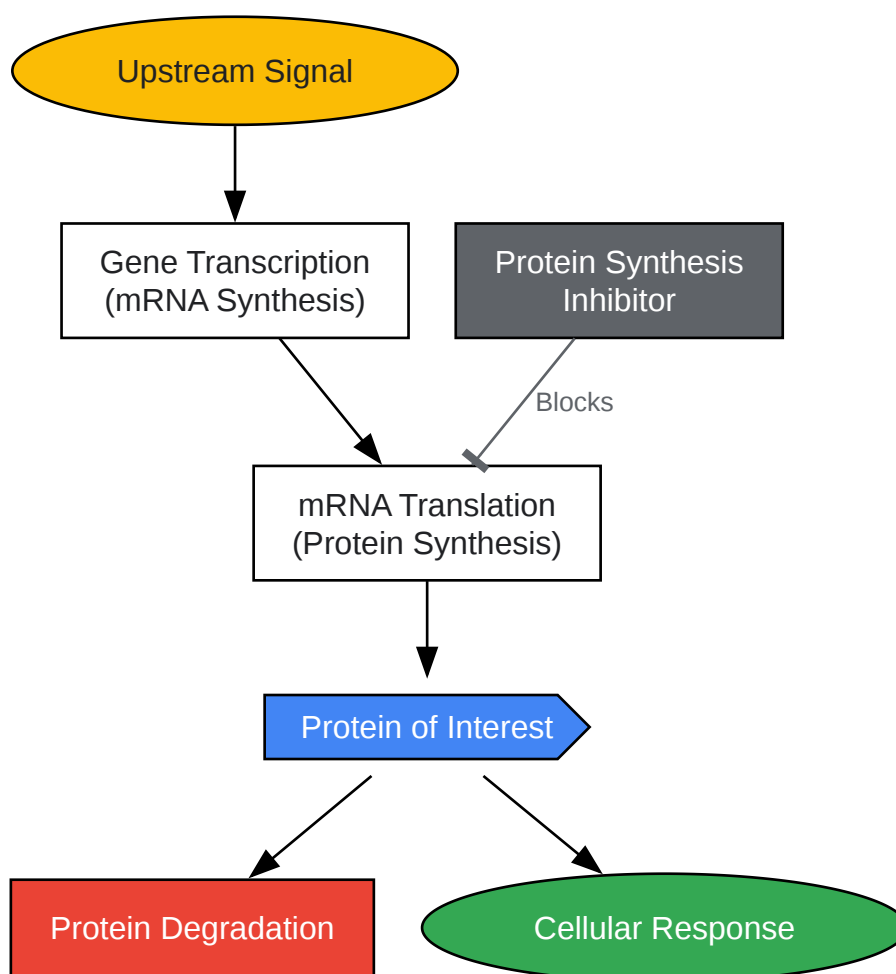 Upstream Signal
Gene Transcription
(mRNA Synthesis)
Protein Synthesis
Inhibitor
Blocks
mRNA Translation
(Protein Synthesis)
Protein of Interest
Protein Degradation
Cellular Response